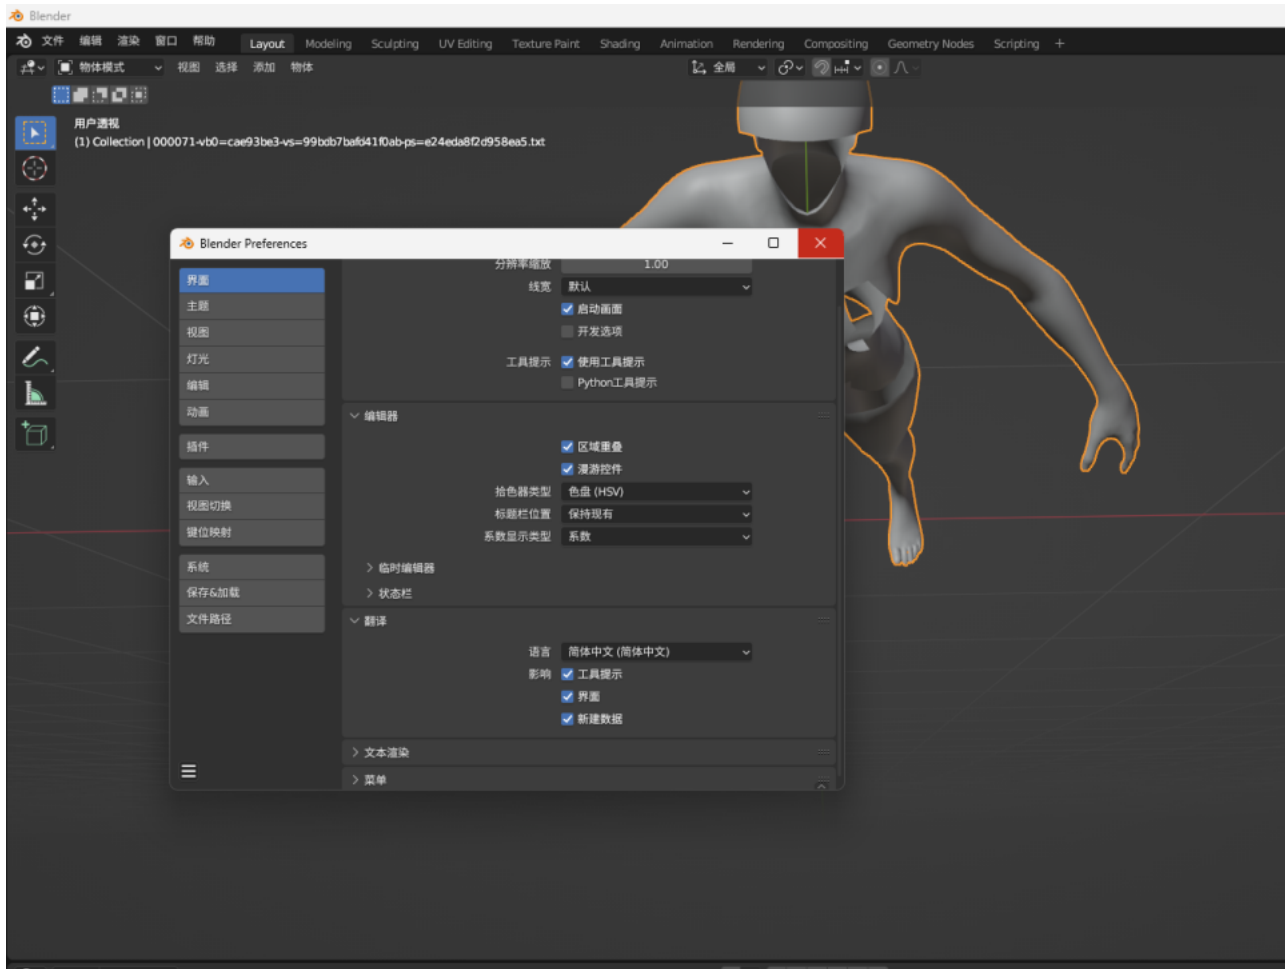 Blender
文件 编辑 渲染 窗口 帮助 Layout Modeling Sculpting UV Editing Texture Paint Shading Animation Rendering Compositing Geometry Nodes Scripting +
物体模式 视图 选择 添加 物体 全局
用户透视
(1) Collection | 000071-vb0=cae93be3-vs=99bdb7bafd41f0ab-ps=e24eda8f2d958ea5.txt
Blender Preferences
界面
主题
视图
灯光
编辑
动画
插件
输入
视图切换
键位映射
系统
保存&加载
文件路径
分辨率缩放 1.00
线宽 默认
启动画面
开发选项
工具提示 使用工具提示
Python工具提示
编辑器
区域重叠
漫游控件
拾色器类型 色盘 (HSV)
标题栏位置 保持现有
系数显示类型 系数
临时编辑器
状态栏
翻译
语言 简体中文 (简体中文)
影响 工具提示
界面
新建数据
文本渲染
菜单